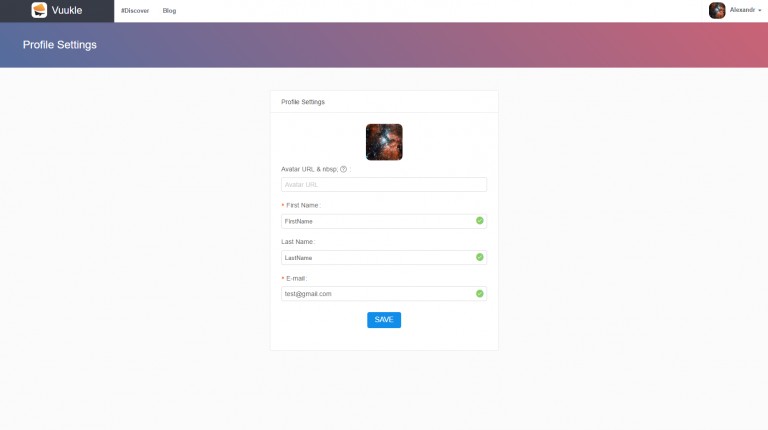 Vuukle
#Discover
Blog
Alexandr
Profile Settings
Profile Settings
Avatar URL & nbsp; ? :
Avatar URL
* First Name :
FirstName
Last Name :
LastName
* E-mail:
test@gmail.com
SAVE